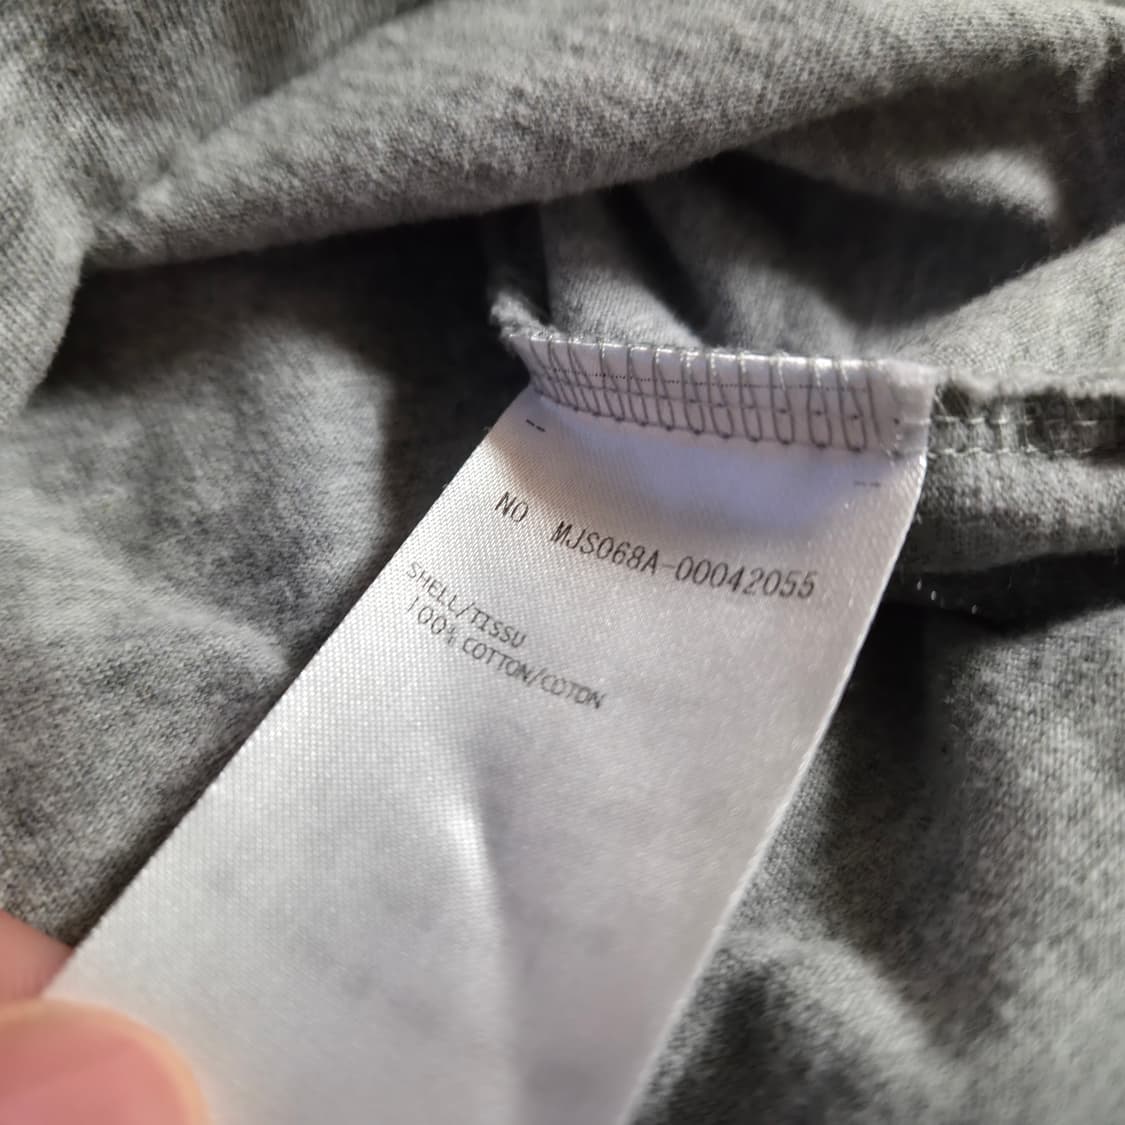 NO MJS068A-00042055
SHELL/TISSU
100% COTTON/COTON